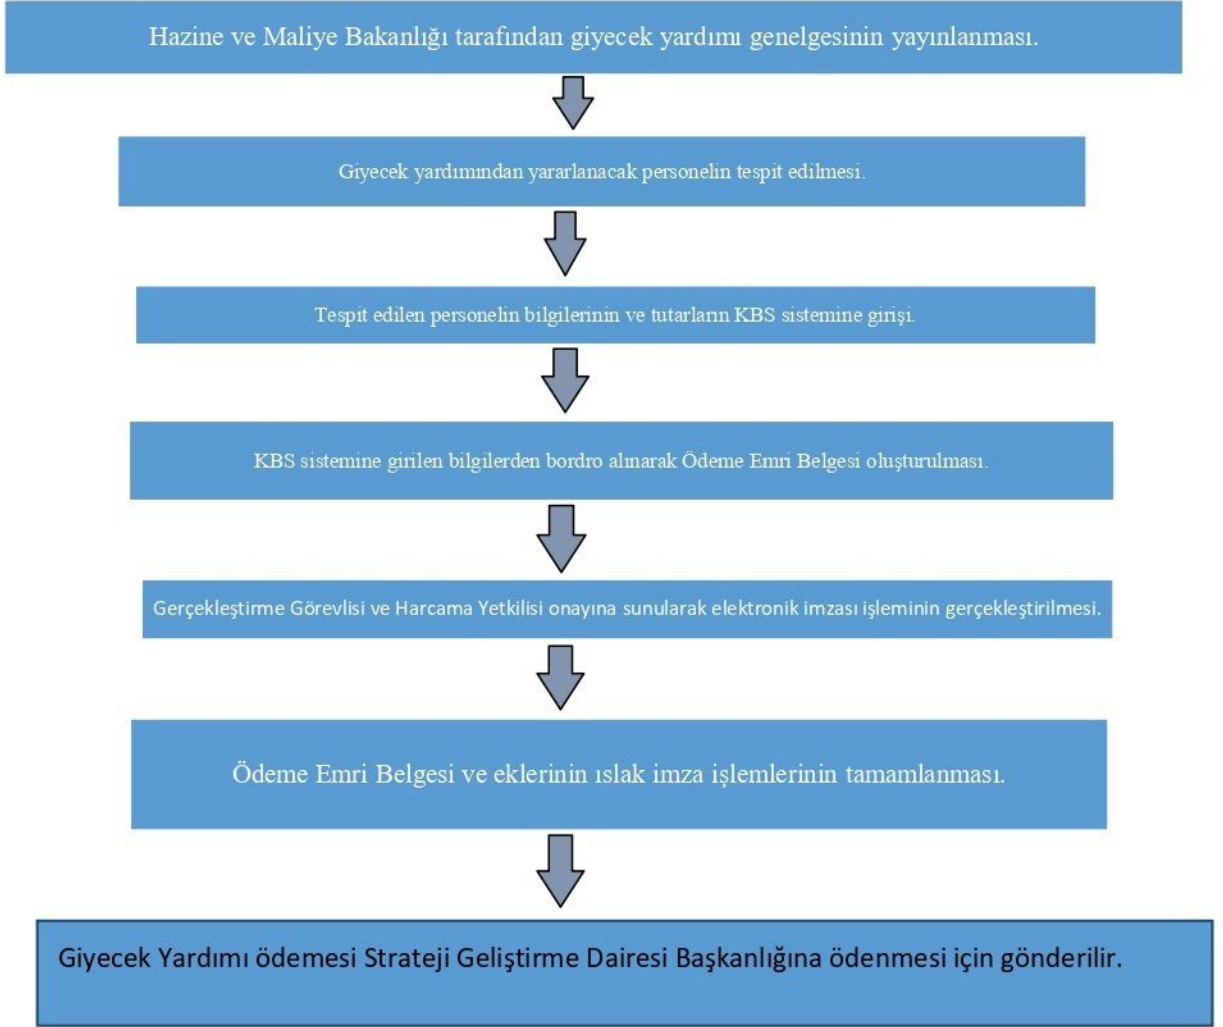 Hazine ve Maliye Bakanlığı tarafından giyecek yardımı genelgesinin yayınlanması.
Giyecek yardımından yararlanacak personelin tespit edilmesi.
Tespit edilen personelin bilgilerinin ve tutarların KBS sistemine girişi.
KBS sistemine girilen bilgilerden bordro alınarak Ödeme Emri Belgesi oluşturulması.
Gerçekleştirme Görevlisi ve Harcama Yetkilisi onayına sunularak elektronik imzası işleminin gerçekleştirilmesi.
Ödeme Emri Belgesi ve eklerinin ıslak imza işlemlerinin tamamlanması.
Giyecek Yardımı ödemesi Strateji Geliştirme Dairesi Başkanlığına ödenmesi için gönderilir.